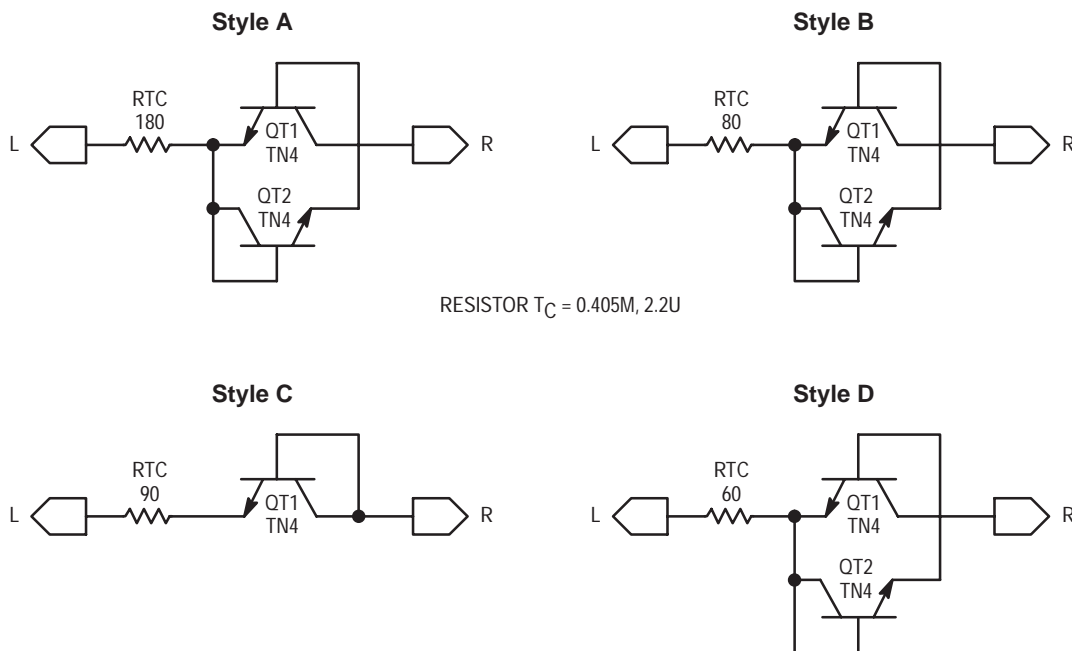 Style A
Style B
RTC
180
QT1
TN4
QT2
TN4
L
R
RTC
80
QT1
TN4
QT2
TN4
L
R
RESISTOR TC = 0.405M, 2.2U
Style C
Style D
RTC
90
QT1
TN4
L
R
RTC
60
QT1
TN4
QT2
TN4
L
R